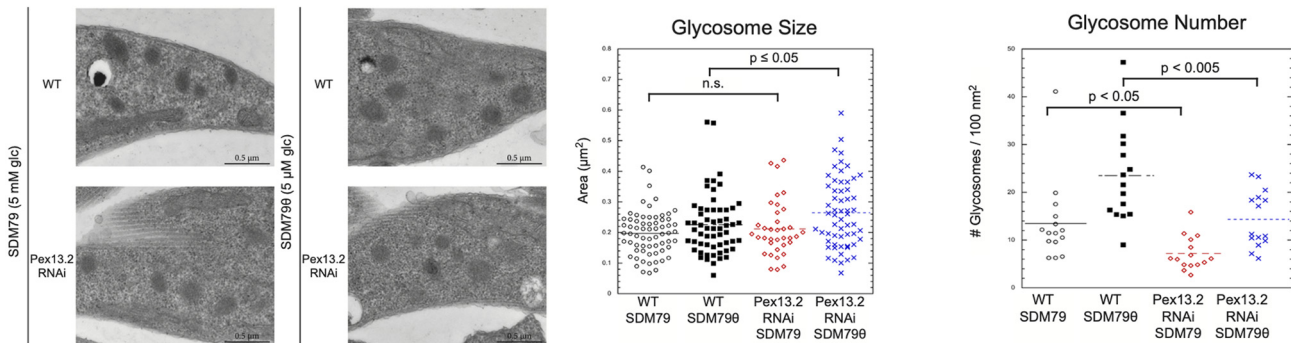 SDM79 (5 mM glc)
WT
0.5 µm
Pex13.2
RNAi
0.5 µm
SDM79θ (5 µM glc)
WT
0.5 µm
Pex13.2
RNAi
0.5 µm
Glycosome Size
Area (µm²)
0.8
0.7
0.6
0.5
0.4
0.3
0.2
0.1
0
p ≤ 0.05
n.s.
WT
SDM79
WT
SDM79θ
Pex13.2
RNAi
SDM79
Pex13.2
RNAi
SDM79θ
Glycosome Number
# Glycosomes / 100 nm²
50
40
30
20
10
0
p < 0.005
p < 0.05
WT
SDM79
WT
SDM79θ
Pex13.2
RNAi
SDM79
Pex13.2
RNAi
SDM79θ